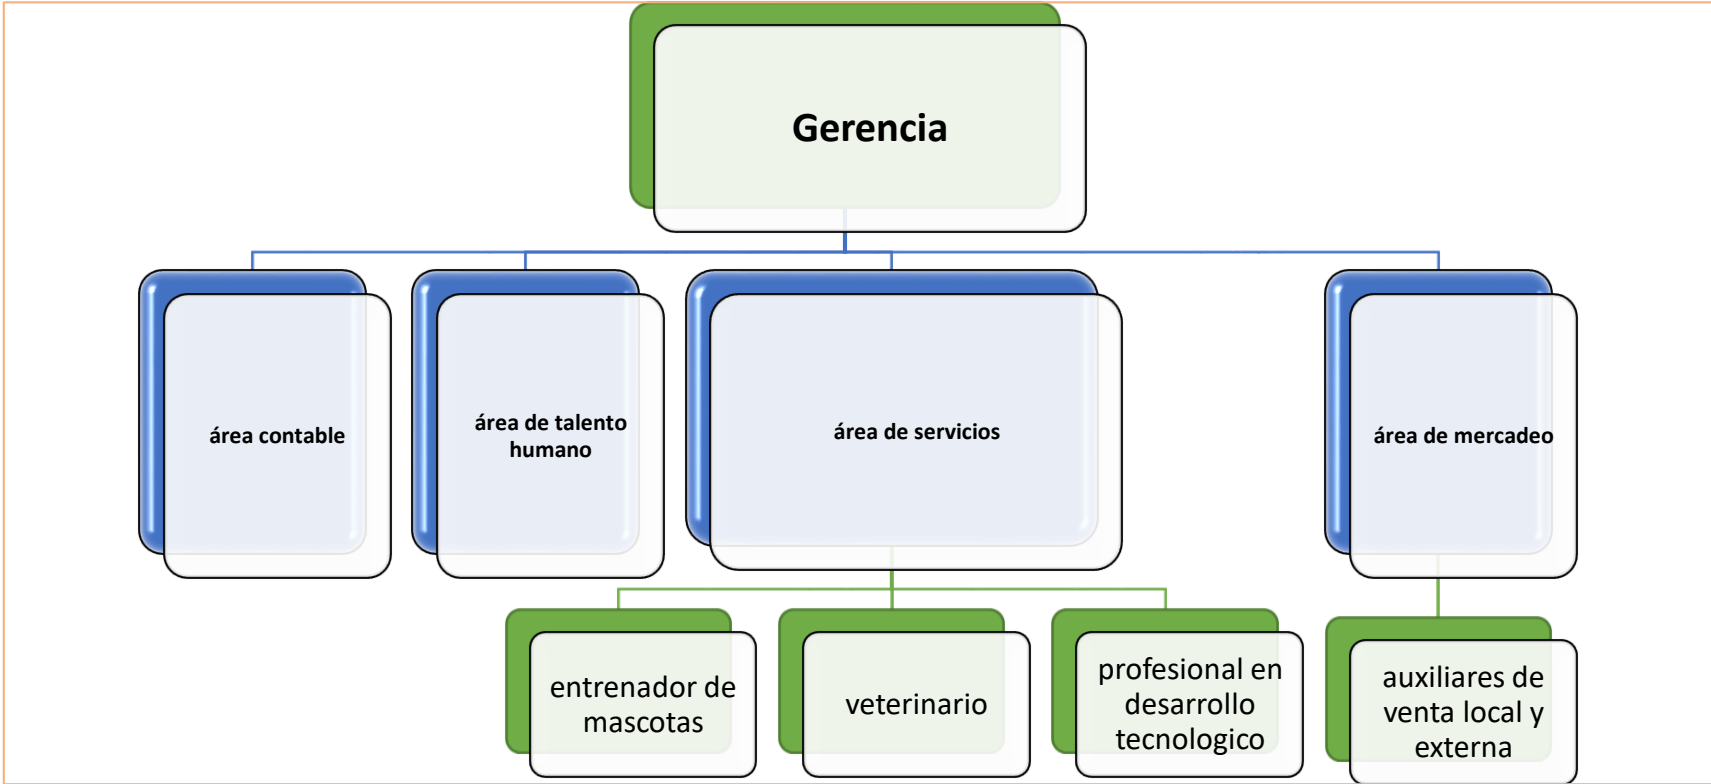 Gerencia
área contable
área de talento
humano
área de servicios
área de mercadeo
entrenador de
mascotas
veterinario
profesional en
desarrollo
tecnologico
auxiliares de
venta local y
externa